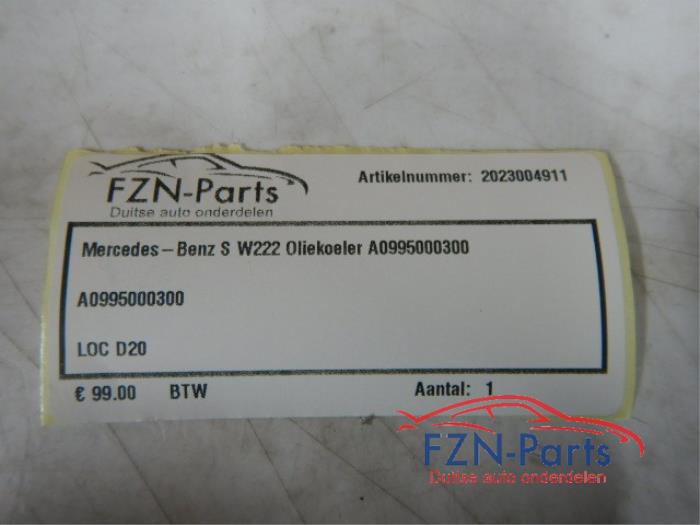 FZN-Parts
Duitse auto onderdelen
Artikelnummer: 2023004911
Mercedes-Benz S W222 Oliekoeler A0995000300
A0995000300
LOC D20
€ 99.00 BTW Aantal: 1
FZN-Parts
Duitse auto onderdelen